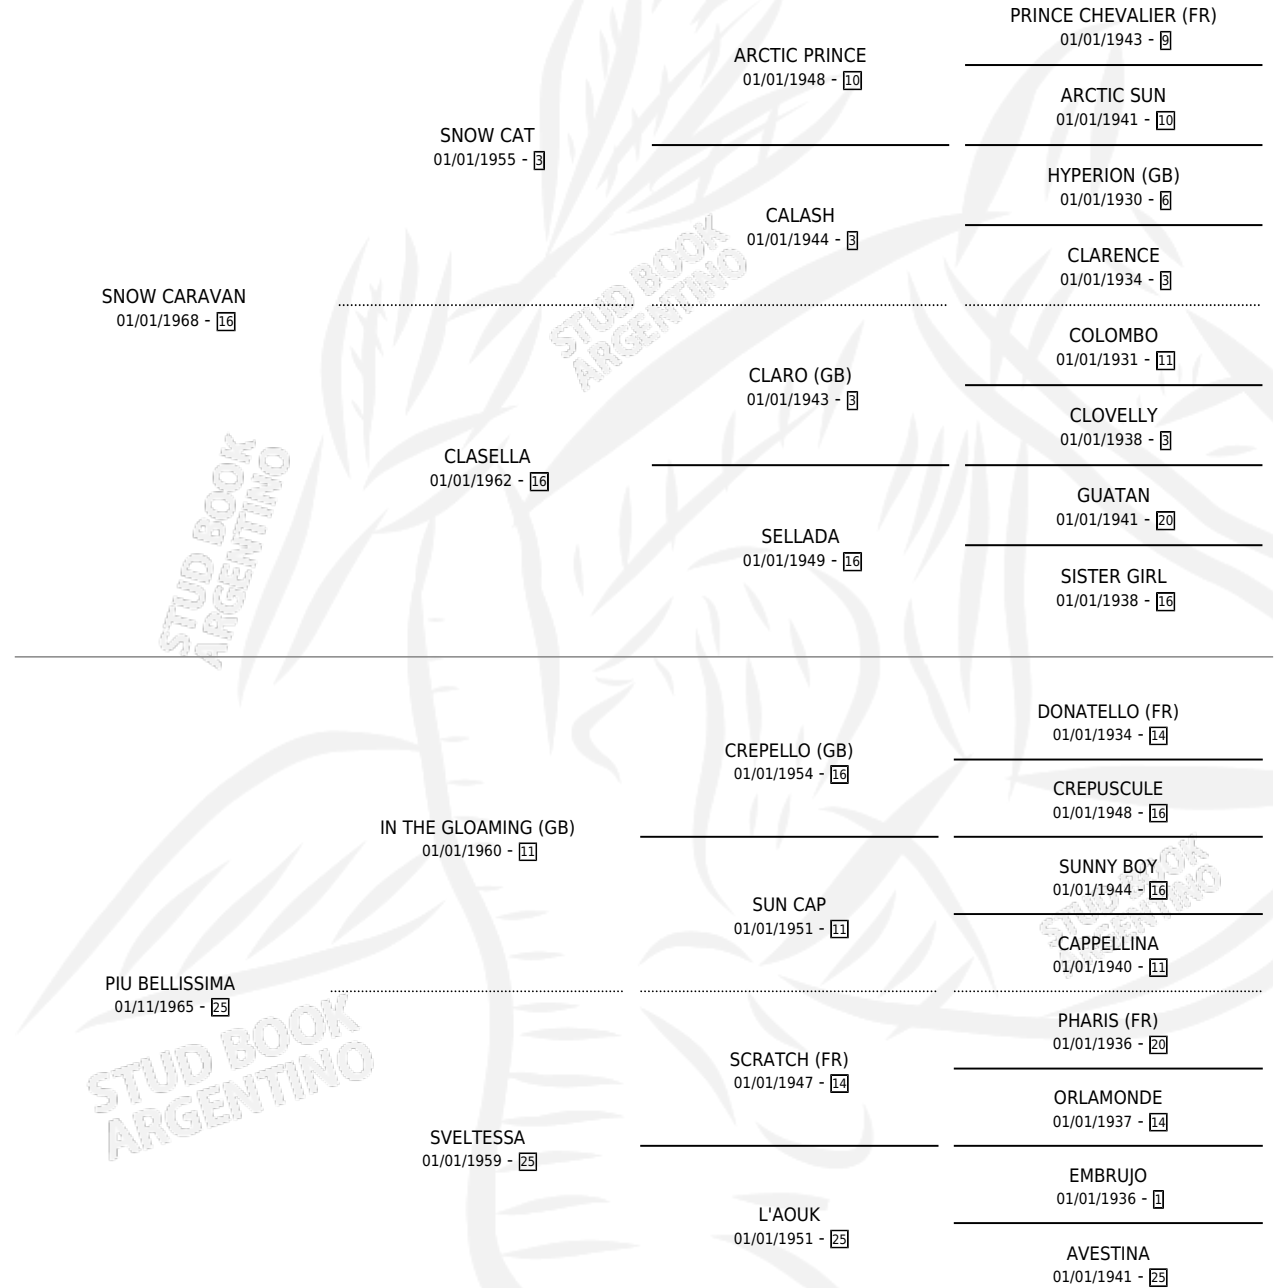 PRINCE CHEVALIER (FR)
01/01/1943 - 9
ARCTIC PRINCE
01/01/1948 - 10
ARCTIC SUN
01/01/1941 - 10
SNOW CAT
01/01/1955 - 3
HYPERION (GB)
01/01/1930 - 6
CALASH
01/01/1944 - 3
CLARENCE
01/01/1934 - 3
SNOW CARAVAN
01/01/1968 - 16
COLOMBO
01/01/1931 - 11
CLARO (GB)
01/01/1943 - 3
CLOVELLY
01/01/1938 - 3
CLASELLA
01/01/1962 - 16
GUATAN
01/01/1941 - 20
SELLADA
01/01/1949 - 16
SISTER GIRL
01/01/1938 - 16
DONATELLO (FR)
01/01/1934 - 14
CREPELLO (GB)
01/01/1954 - 16
CREPUSCULE
01/01/1948 - 16
IN THE GLOAMING (GB)
01/01/1960 - 11
SUNNY BOY
01/01/1944 - 16
SUN CAP
01/01/1951 - 11
CAPPELLINA
01/01/1940 - 11
PIU BELLISSIMA
01/11/1965 - 25
PHARIS (FR)
01/01/1936 - 20
SCRATCH (FR)
01/01/1947 - 14
ORLAMONDE
01/01/1937 - 14
SVELTESSA
01/01/1959 - 25
EMBRUJO
01/01/1936 - 1
L'AOUK
01/01/1951 - 25
AVESTINA
01/01/1941 - 25
STUD BOOK
ARGENTINO
STUD BOOK
ARGENTINO
STUD BOOK
ARGENTINO
STUD BOOK
ARGENTINO